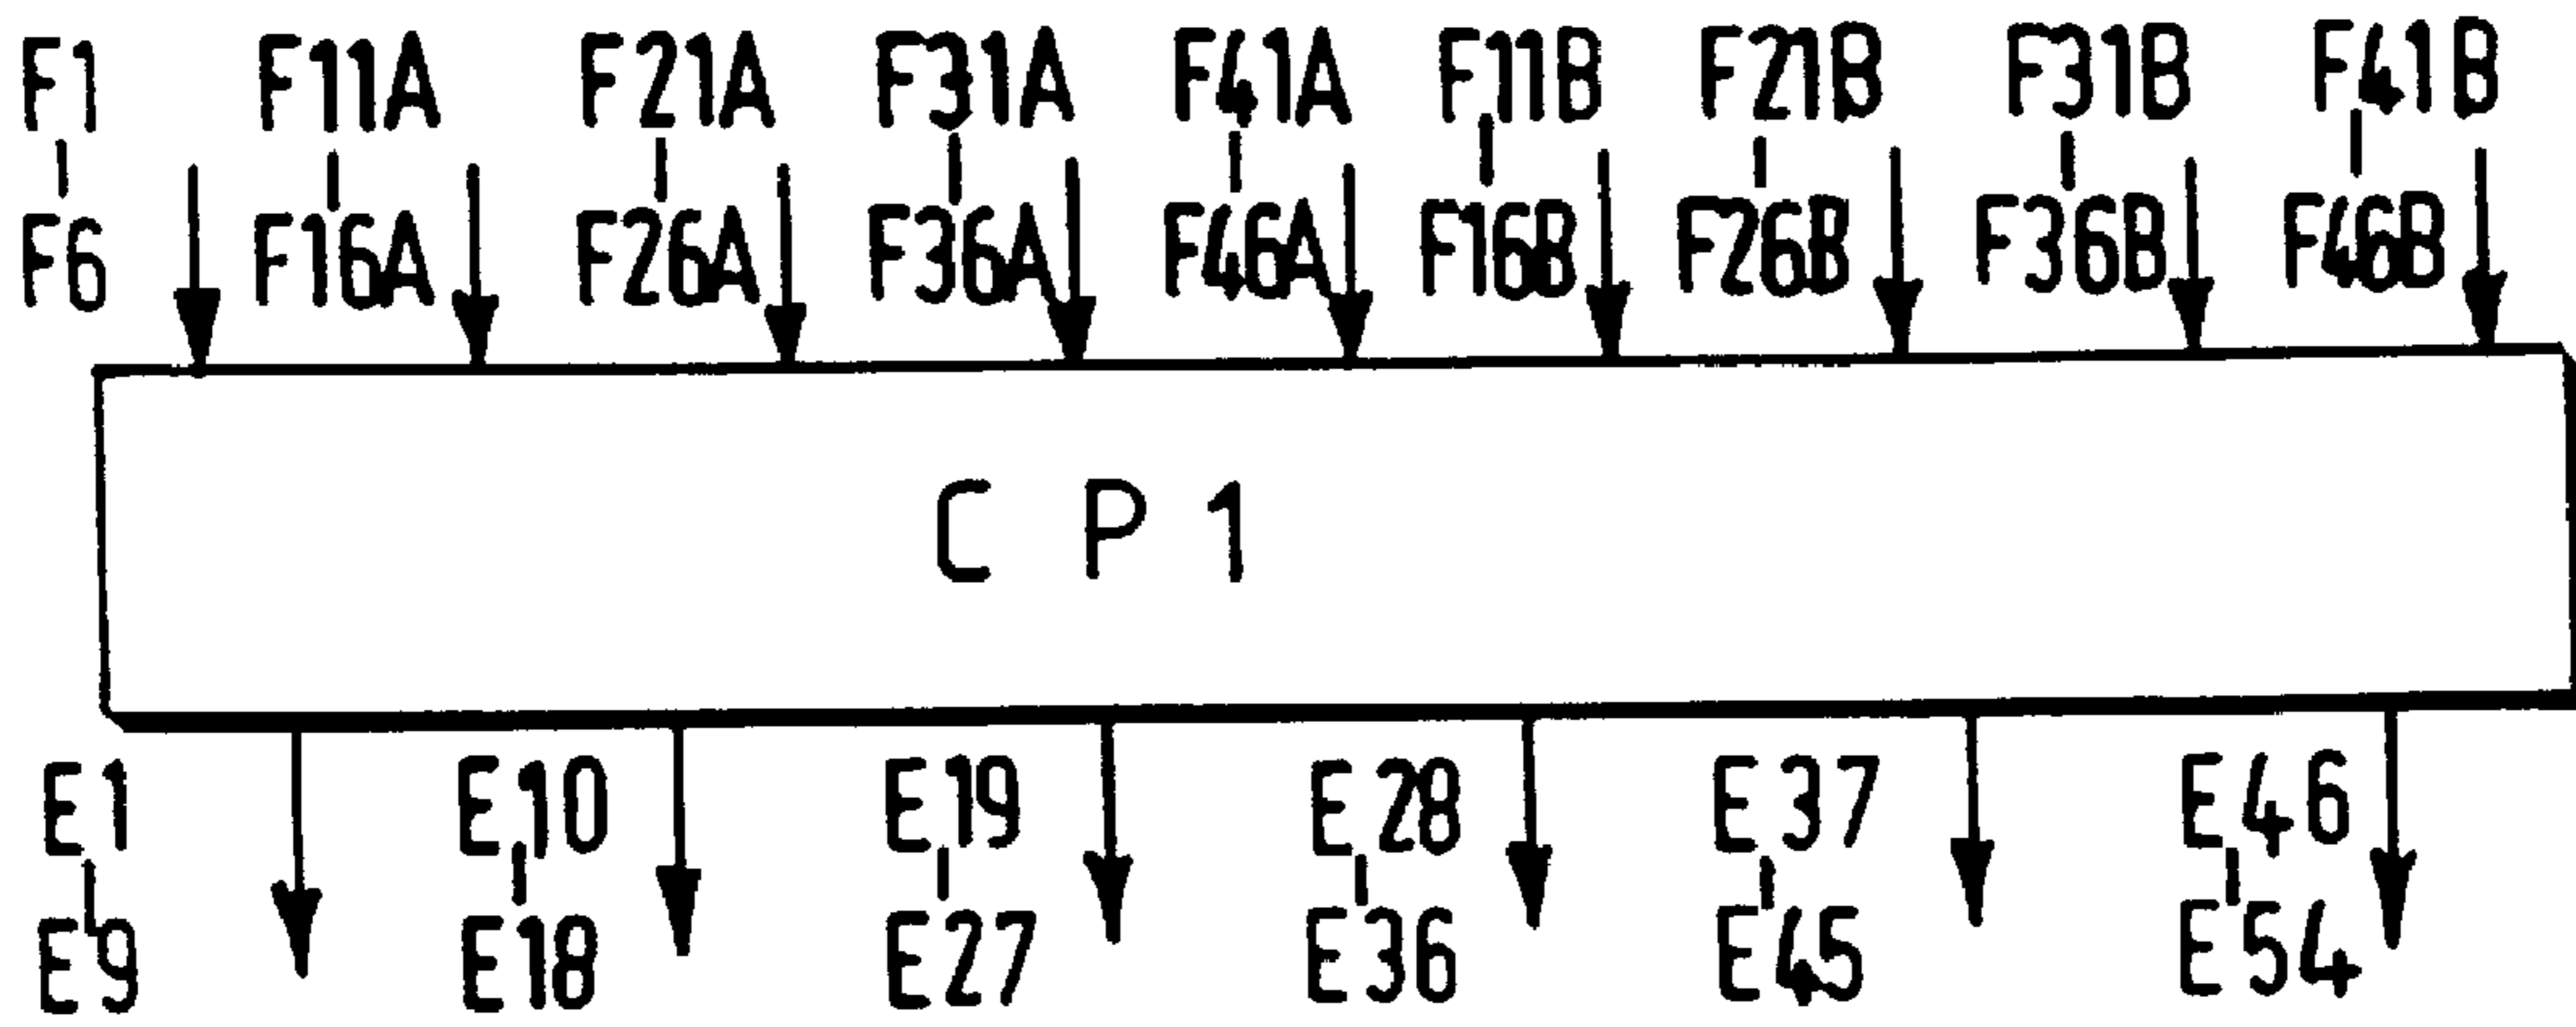 F1 F11A F21A F31A F41A F11B F21B F31B F41B
F6 F16A F26A F36A F46A F16B F26B F36B F46B
C P 1
E1 E10 E19 E28 E37 E46
E9 E18 E27 E36 E45 E54